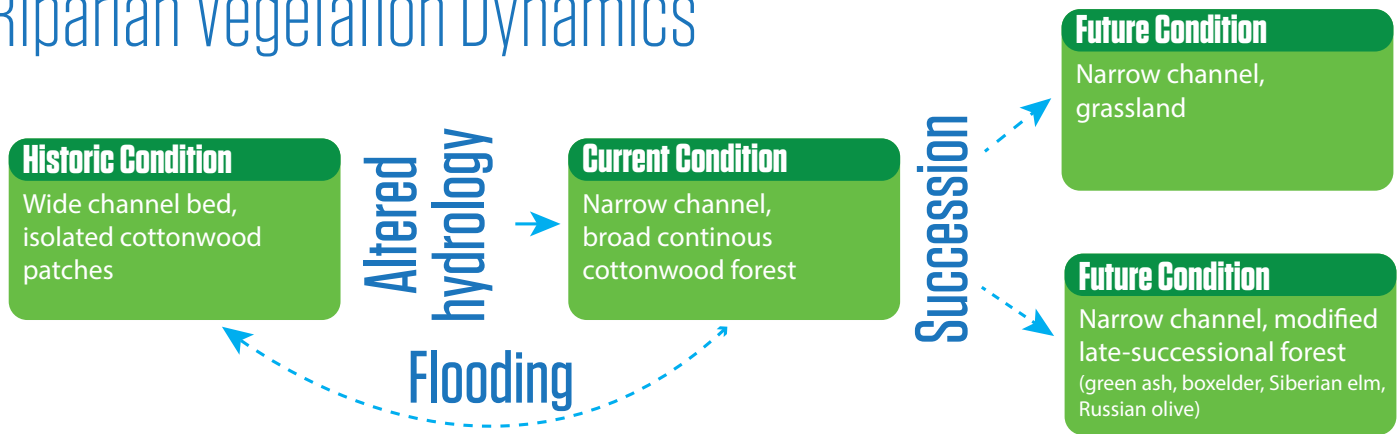 Riparian Vegetation Dynamics
Historic Condition
Wide channel bed,
isolated cottonwood
patches
Altered
hydrology
Flooding
Current Condition
Narrow channel,
broad continous
cottonwood forest
Succession
Future Condition
Narrow channel,
grassland
Future Condition
Narrow channel, modified
late-successional forest
(green ash, boxelder, Siberian elm,
Russian olive)